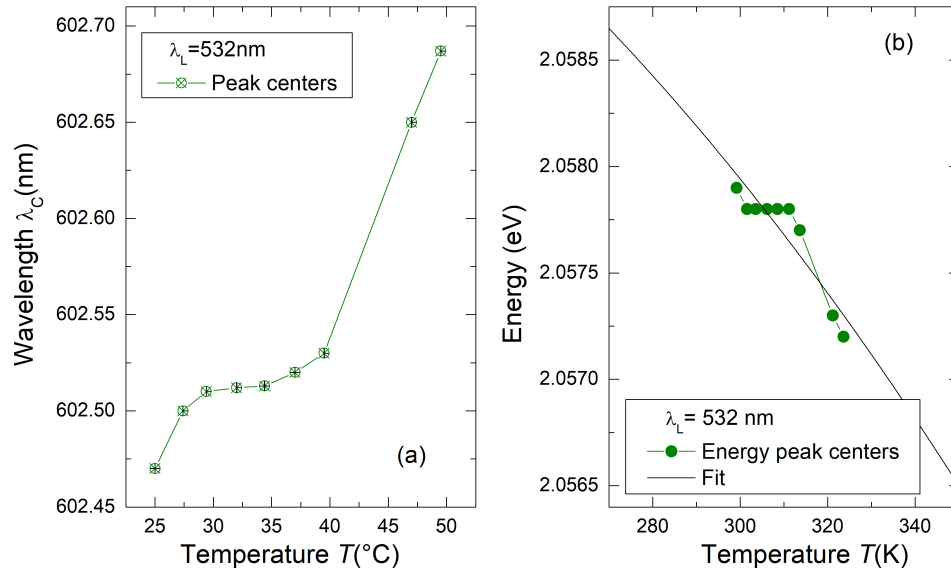 602.70
602.65
602.60
602.55
602.50
602.45
Wavelength λC(nm)
λL=532nm
Peak centers
(a)
25 30 35 40 45 50
Temperature T(°C)
2.0585
2.0580
2.0575
2.0570
2.0565
Energy (eV)
(b)
λL= 532 nm
Energy peak centers
Fit
280 300 320 340
Temperature T(K)